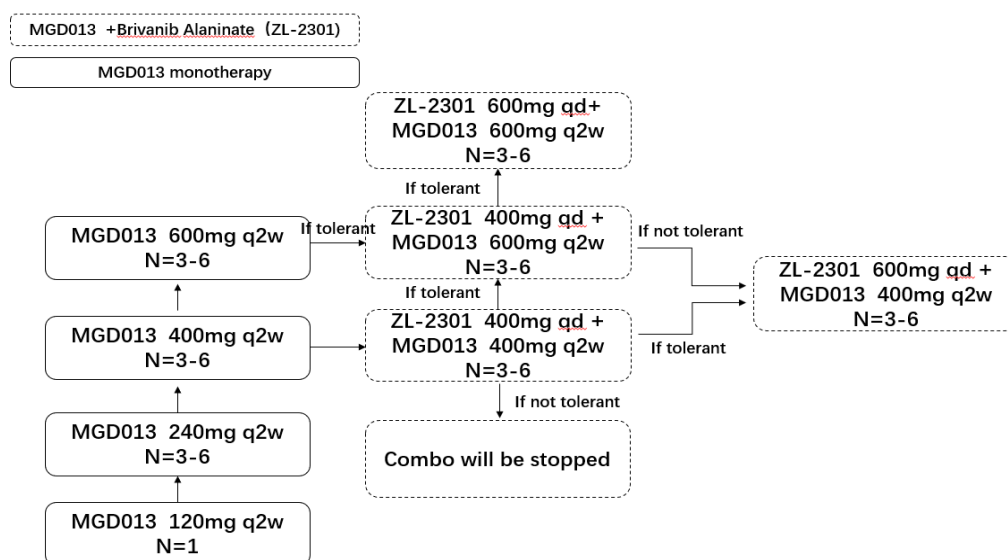 MGD013 +Brivanib Alaninate (ZL-2301)
MGD013 monotherapy
ZL-2301 600mg qd+
MGD013 600mg q2w
N=3-6
If tolerant
MGD013 600mg q2w
N=3-6
If tolerant
ZL-2301 400mg qd +
MGD013 600mg q2w
N=3-6
If not tolerant
ZL-2301 600mg qd +
MGD013 400mg q2w
N=3-6
If tolerant
MGD013 400mg q2w
N=3-6
ZL-2301 400mg qd +
MGD013 400mg q2w
N=3-6
If tolerant
If not tolerant
MGD013 240mg q2w
N=3-6
Combo will be stopped
MGD013 120mg q2w
N=1